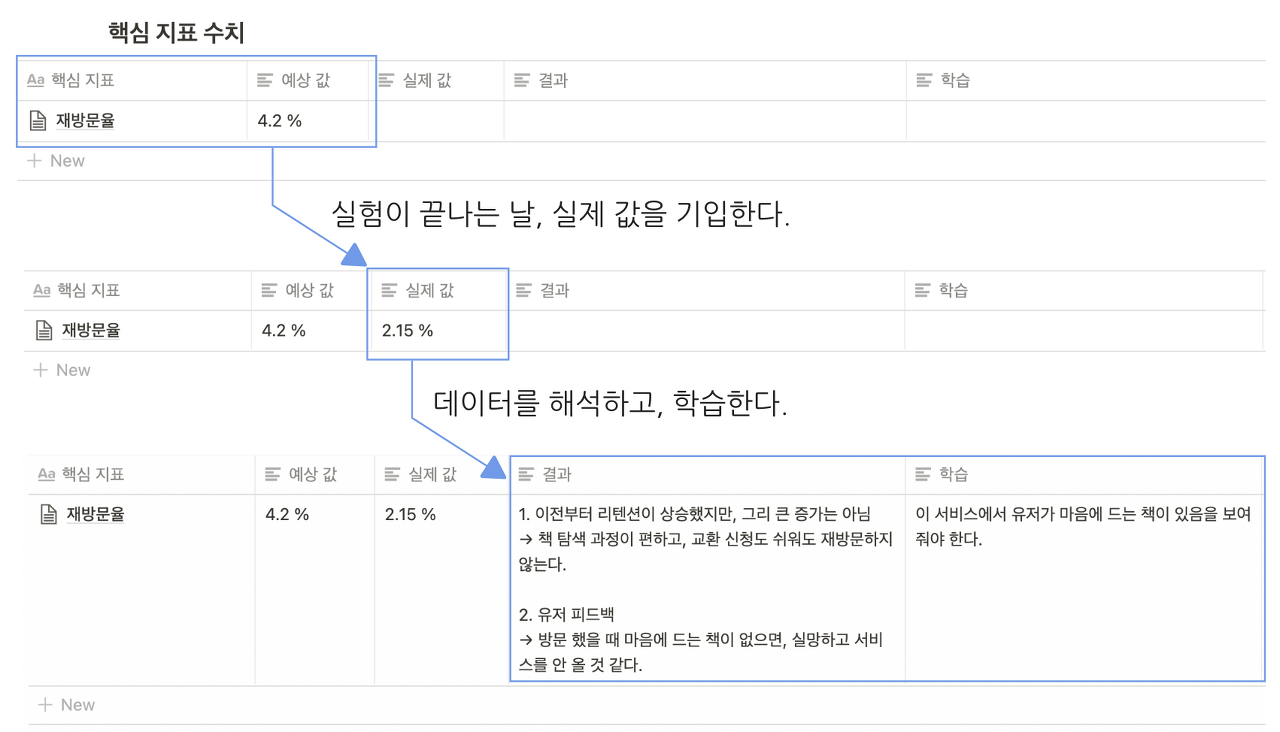 핵심 지표 수치
Aa 핵심 지표 예상 값 실제 값 결과 학습
재방문율 4.2 %
+ New
실험이 끝나는 날, 실제 값을 기입한다.
Aa 핵심 지표 예상 값 실제 값 결과 학습
재방문율 4.2 % 2.15 %
+ New
데이터를 해석하고, 학습한다.
Aa 핵심 지표 예상 값 실제 값 결과 학습
재방문율 4.2 % 2.15 %
1. 이전부터 리텐션이 상승했지만, 그리 큰 증가는 아님
→ 책 탐색 과정이 편하고, 교환 신청도 쉬워도 재방문하지
않는다.
2. 유저 피드백
→ 방문 했을 때 마음에 드는 책이 없으면, 실망하고 서비
스를 안 올 것 같다.
이 서비스에서 유저가 마음에 드는 책이 있음을 보여
줘야 한다.
+ New